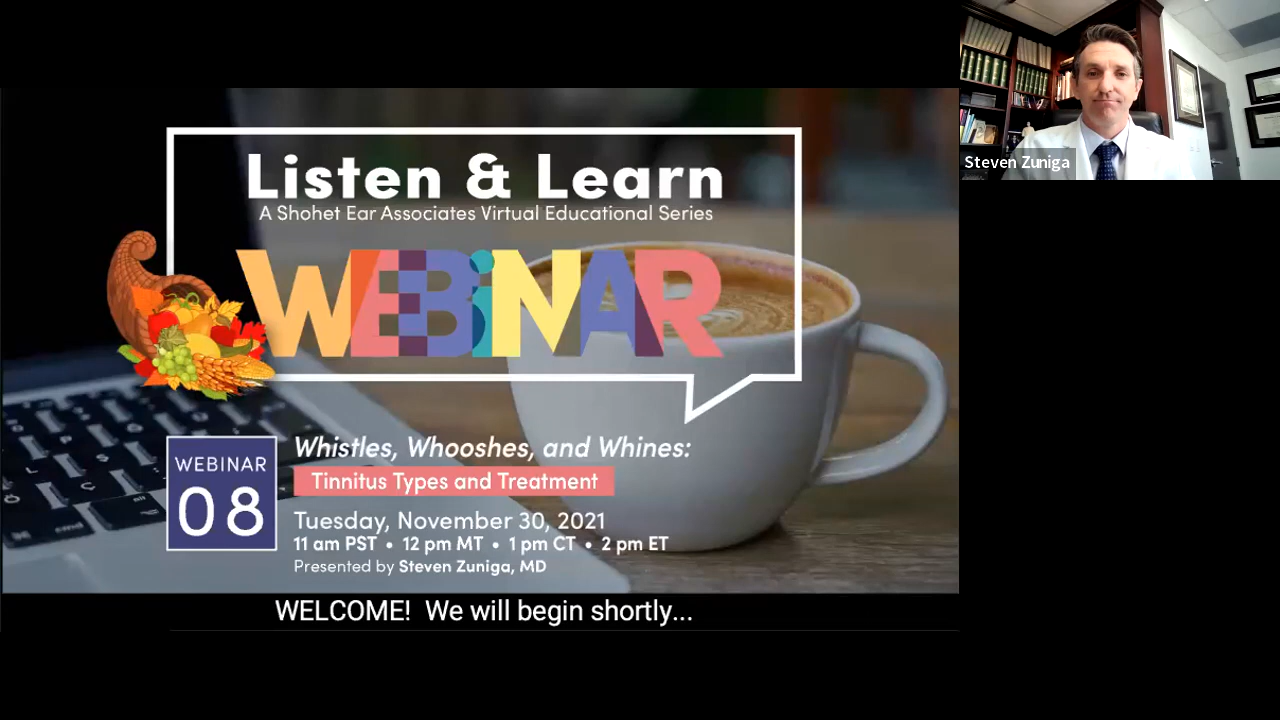 Listen & Learn
A Shohet Ear Associates Virtual Educational Series
WEBiNAR
WEBINAR
08
Whistles, Whooshes, and Whines:
Tinnitus Types and Treatment
Tuesday, November 30, 2021
11 am PST • 12 pm MT • 1 pm CT • 2 pm ET
Presented by Steven Zuniga, MD
WELCOME! We will begin shortly...
Steven Zuniga